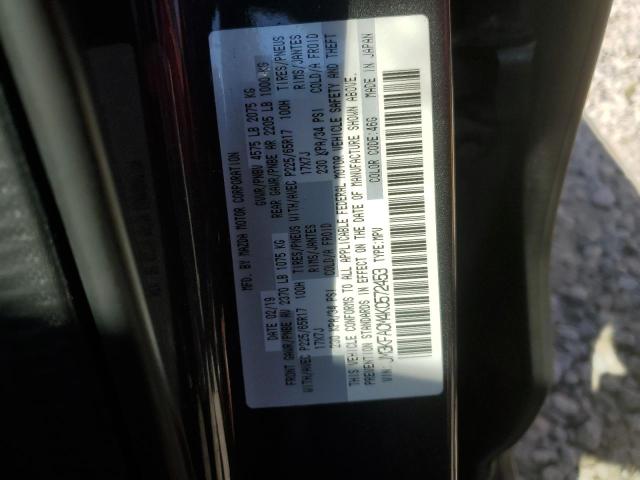 MFD. BY MAZDA MOTOR CORPORATION
DATE: 02/19 GVWR/PNBV 4575 LB 2075 KG
FRONT GAWR/PNBE AV 2370 LB 1075 KG REAR GAWR/PNBE AR 2205 LB 1000 KG
WITH/AVEC P225/65R17 100H TIRES/PNEUS WITH/AVEC P225/65R17 100H TIRES/PNEUS
17X7J RIMS/JANTES 17X7J RIMS/JANTES
230 KPA/34 PSI COLD/A FROID 230 KPA/34 PSI COLD/A FROID
THIS VEHICLE CONFORMS TO ALL APPLICABLE FEDERAL MOTOR VEHICLE SAFETY AND THEFT
PREVENTION STANDARDS IN EFFECT ON THE DATE OF MANUFACTURE SHOWN ABOVE.
VIN: JM3KFACM4K0572453 TYPE:MPV COLOR CODE:46G MADE IN JAPAN